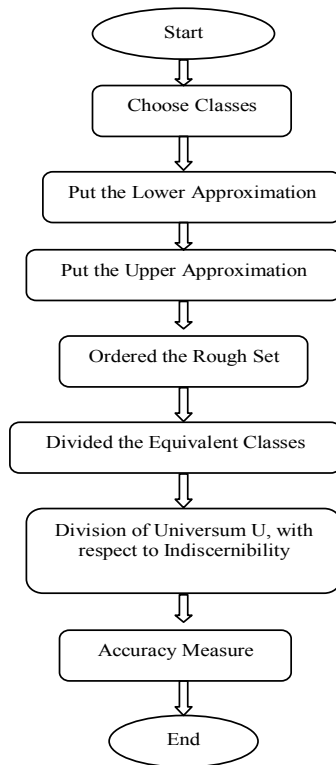 Start
Choose Classes
Put the Lower Approximation
Put the Upper Approximation
Ordered the Rough Set
Divided the Equivalent Classes
Division of Universum U, with
respect to Indiscernibility
Accuracy Measure
End